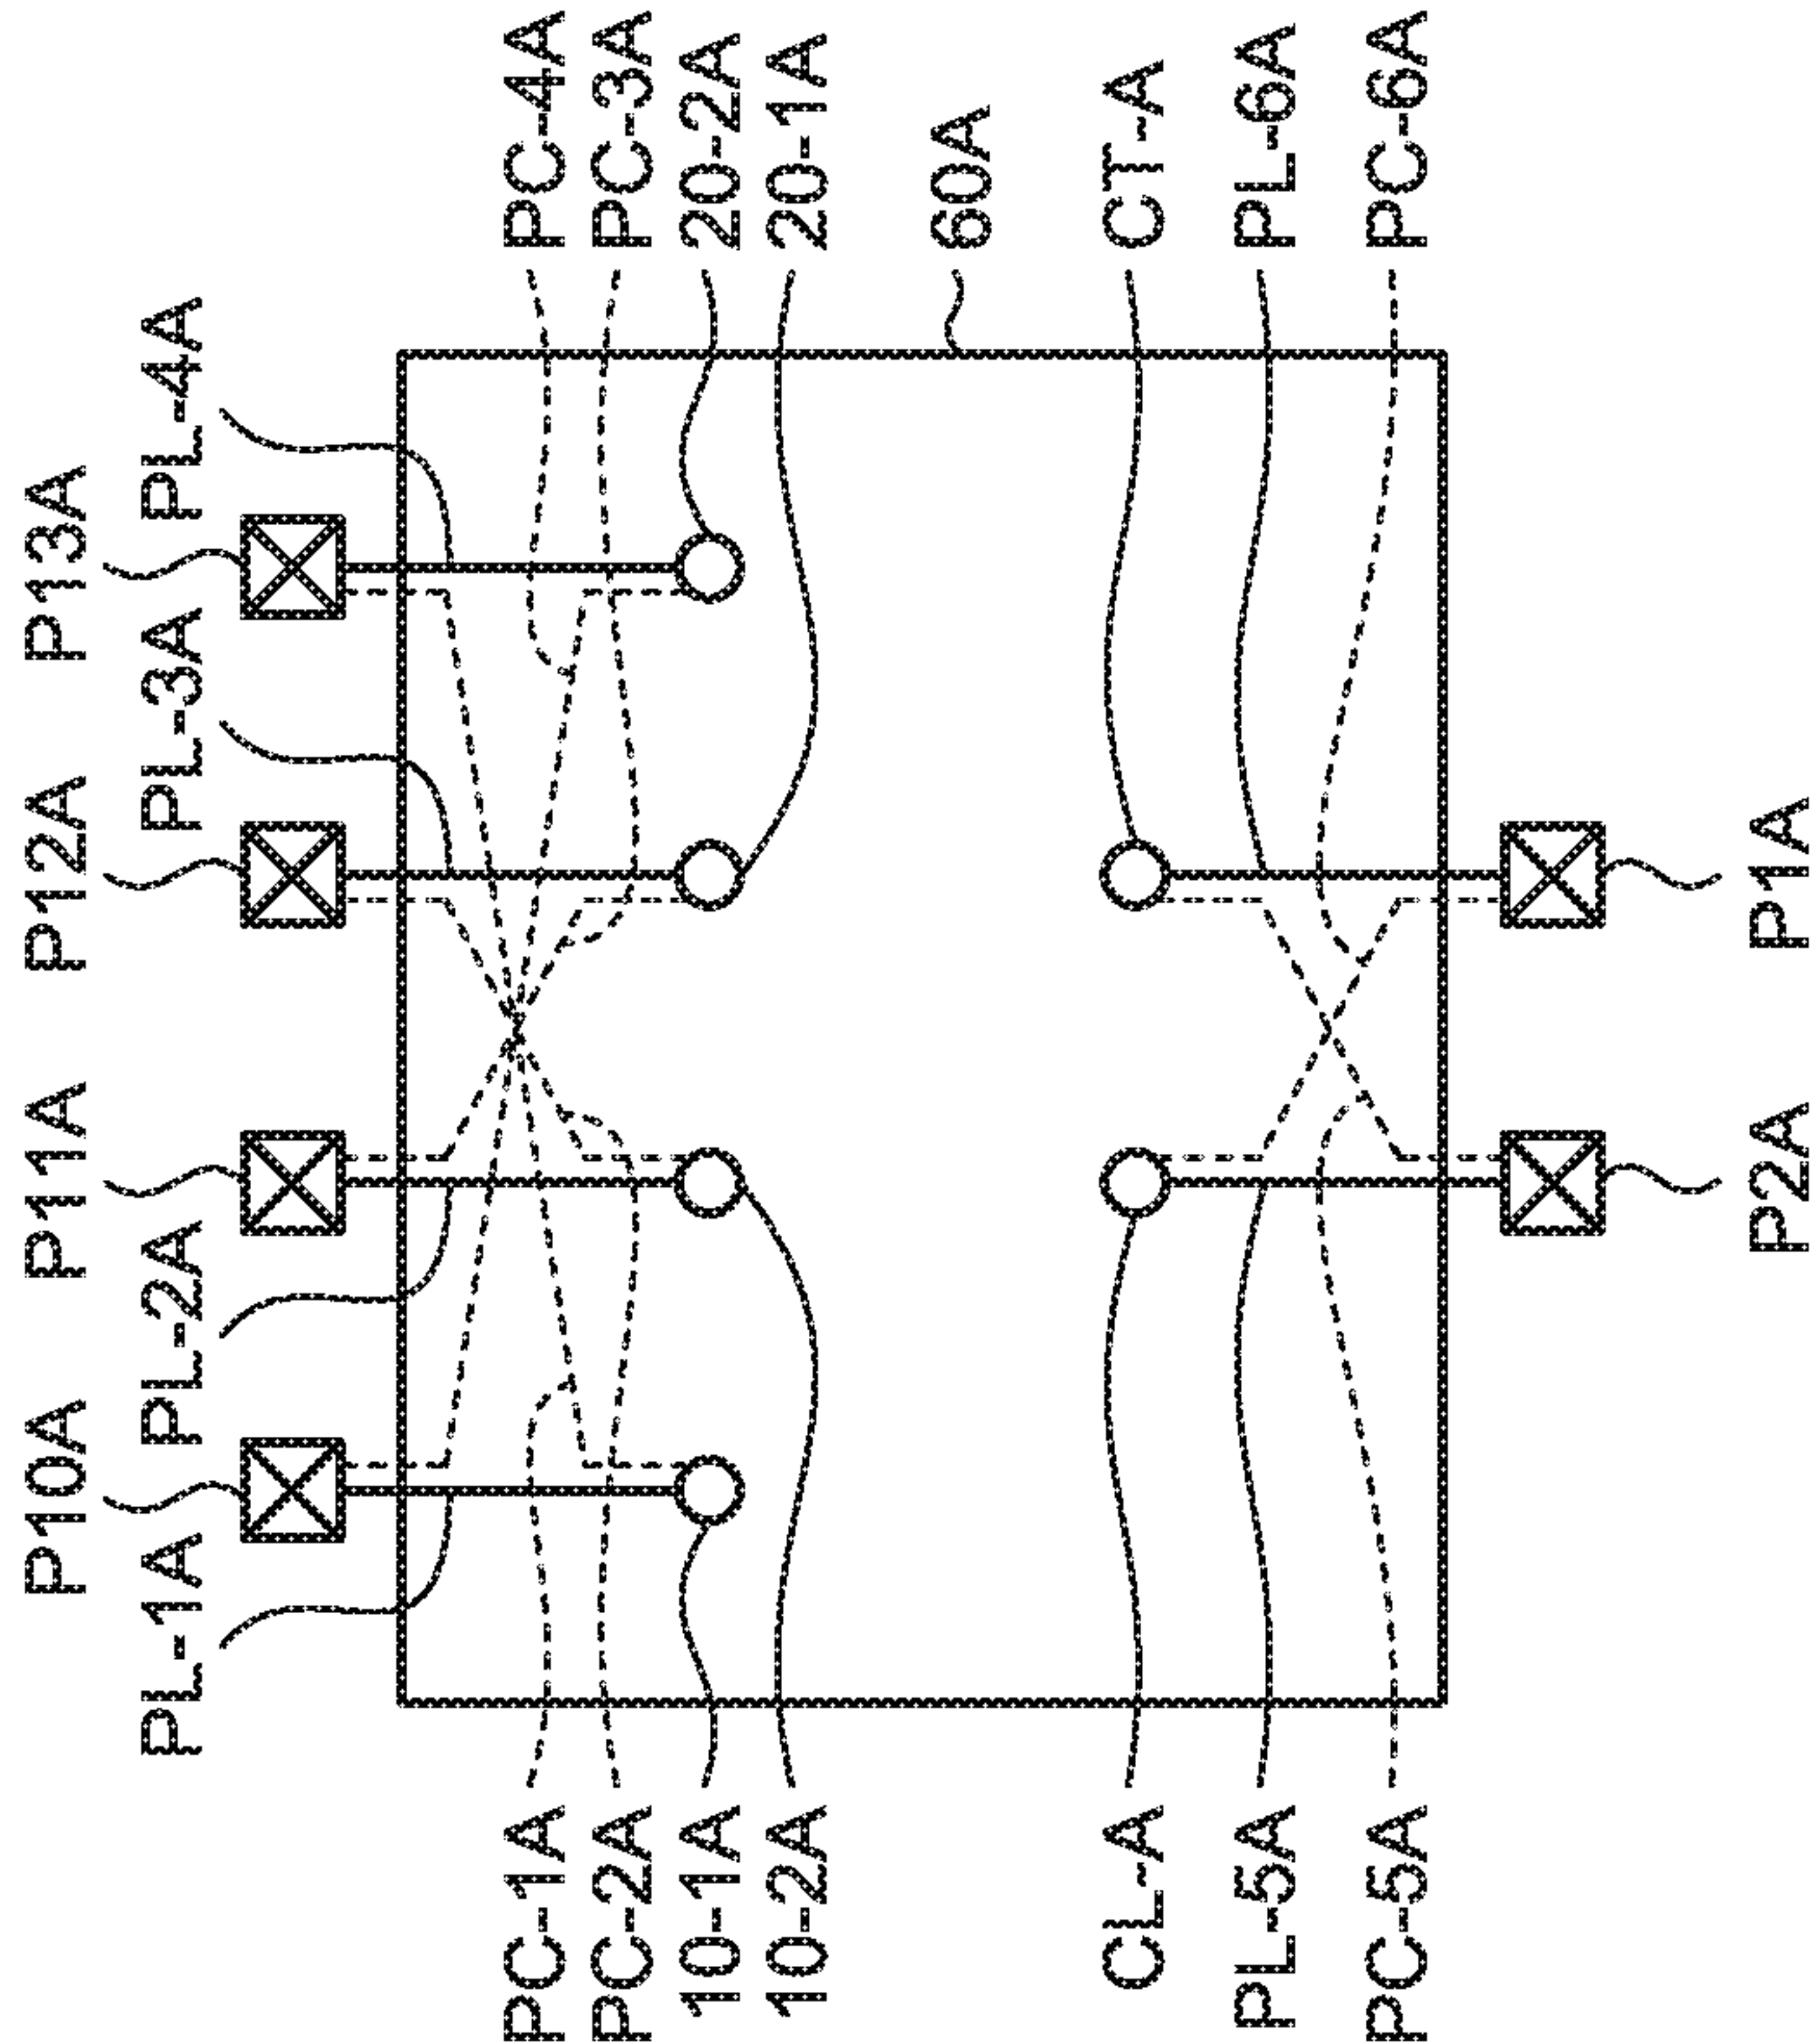 PC-4A
PC-3A
20-2A
20-1A
60A
CT-A
PL-6A
PC-6A
PL-4A
P13A
PL-3A
P12A
P11A
PL-2A
P10A
PL-1A
P1A
P2A
PC-1A
PC-2A
10-1A
10-2A
CL-A
PL-5A
PC-5A